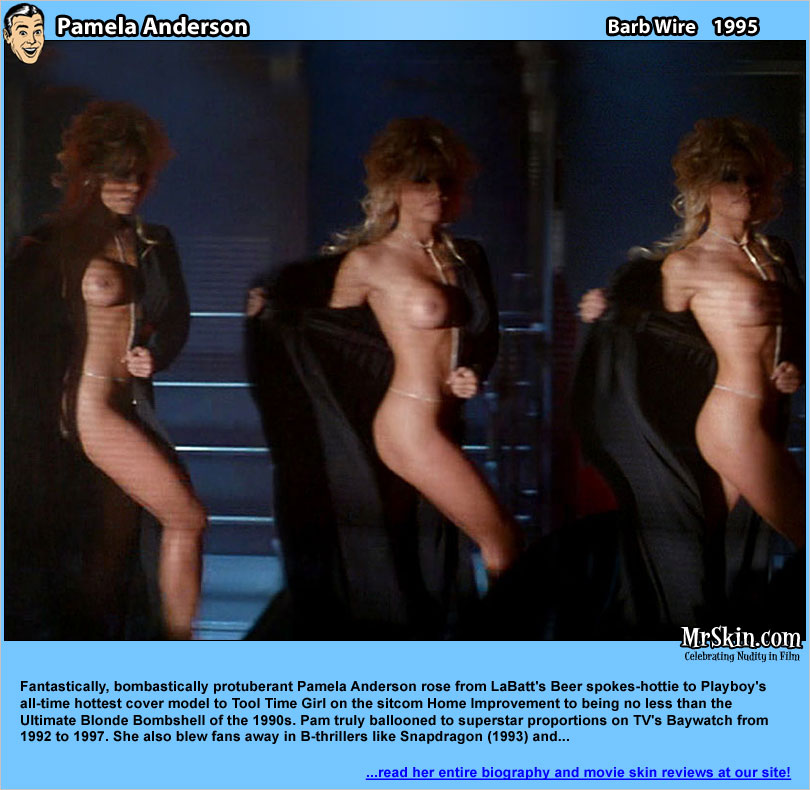 Pamela Anderson
Barb Wire 1995
MrSkin.com
Celebrating Nudity in Film
Fantastically, bombastically protuberant Pamela Anderson rose from LaBatt's Beer spokes-hottie to Playboy's
all-time hottest cover model to Tool Time Girl on the sitcom Home Improvement to being no less than the
Ultimate Blonde Bombshell of the 1990s. Pam truly ballooned to superstar proportions on TV's Baywatch from
1992 to 1997. She also blew fans away in B-thrillers like Snapdragon (1993) and...
...read her entire biography and movie skin reviews at our site!